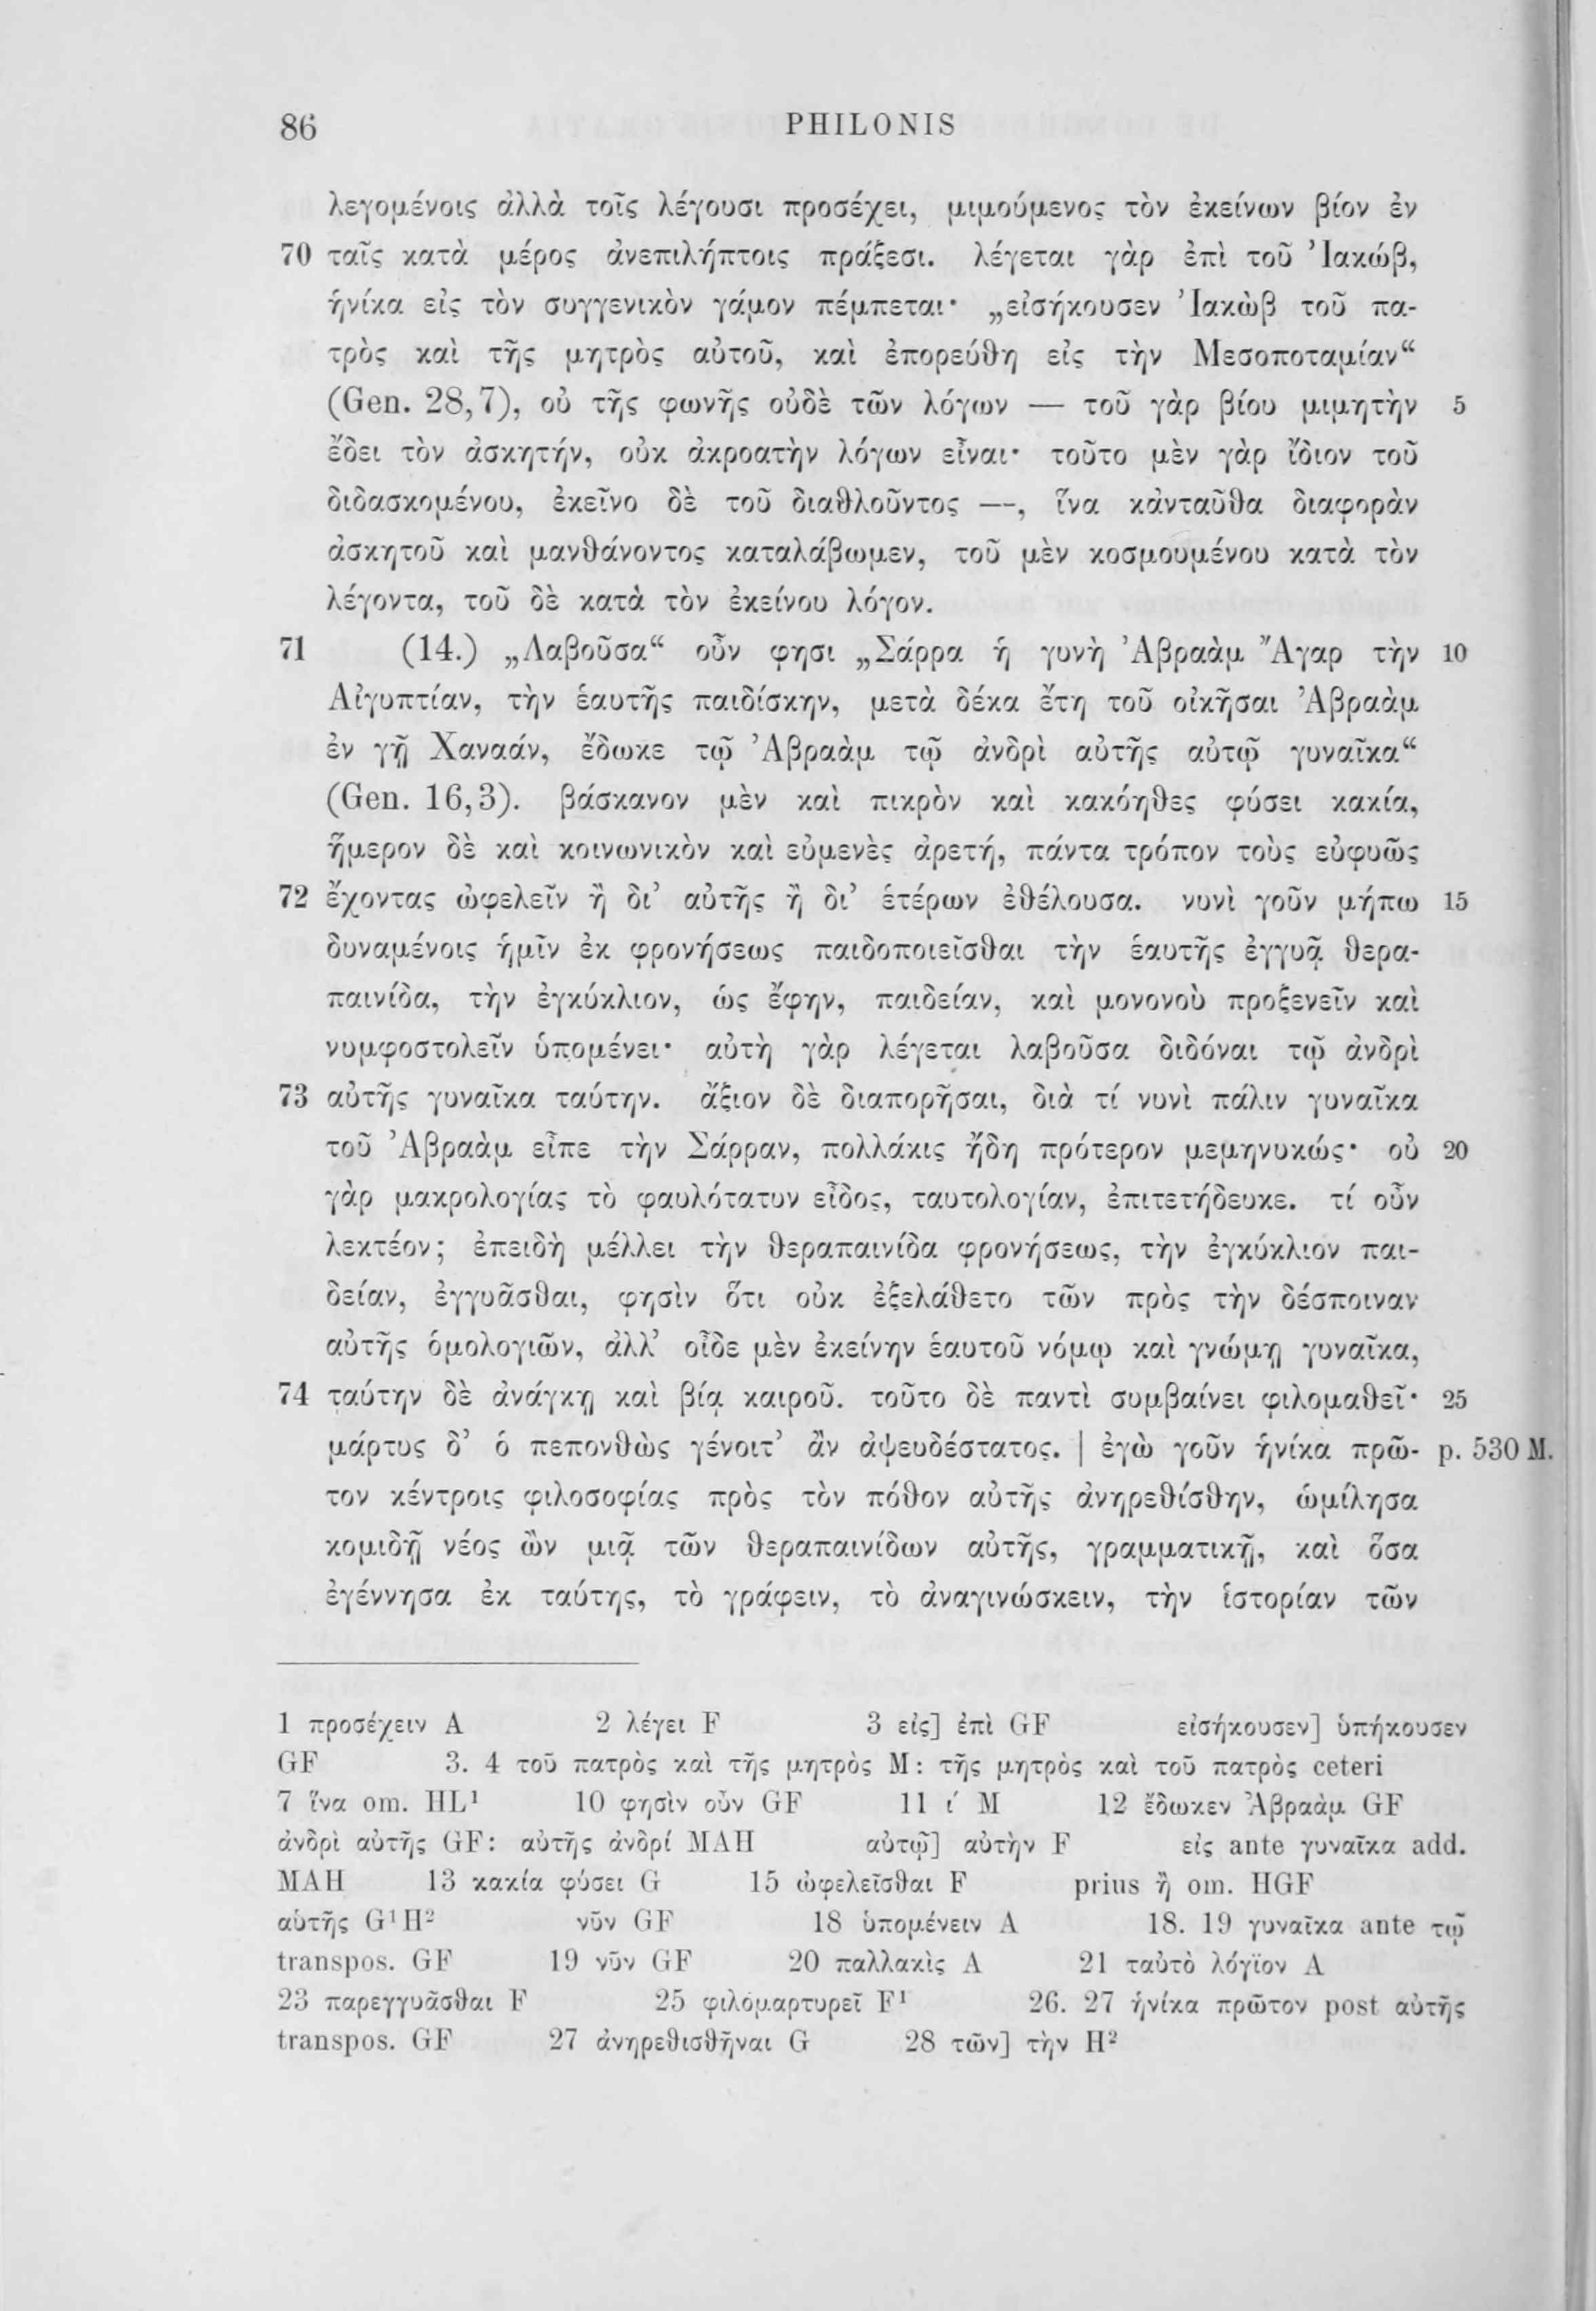 86 PHILONIS
λεγομένοις ἀλλὰ τοῖς λέγουσι προσέχει, μιμούμενος τὸν ἐκείνων βίον ἐν
70 ταῖς κατὰ μέρος ἀνεπιλήπτοις πράξεσι. λέγεται γὰρ ἐπὶ τοῦ Ἰακώβ,
ἡνίκα εἰς τὸν συγγενικὸν γάμον πέμπεται· „εἰσήκουσεν Ἰακὼβ τοῦ πα-
τρὸς καὶ τῆς μητρὸς αὐτοῦ, καὶ ἐπορεύθη εἰς τὴν Μεσοποταμίαν“
(Gen. 28,7), οὐ τῆς φωνῆς οὐδὲ τῶν λόγων — τοῦ γὰρ βίου μιμητὴν 5
ἔδει τὸν ἀσκητήν, οὐκ ἀκροατὴν λόγων εἶναι· τοῦτο μὲν γὰρ ἴδιον τοῦ
διδασκομένου, ἐκεῖνο δὲ τοῦ διαθλοῦντος —, ἵνα κἀνταῦθα διαφορὰν
ἀσκητοῦ καὶ μανθάνοντος καταλάβωμεν, τοῦ μὲν κοσμουμένου κατὰ τὸν
λέγοντα, τοῦ δὲ κατὰ τὸν ἐκείνου λόγον.
71 (14.) „Λαβοῦσα“ οὖν φησι „Σάρρα ἡ γυνὴ Ἀβραὰμ Ἄγαρ τὴν 10
Αἰγυπτίαν, τὴν ἑαυτῆς παιδίσκην, μετὰ δέκα ἔτη τοῦ οἰκῆσαι Ἀβραὰμ
ἐν γῇ Χαναάν, ἔδωκε τῷ Ἀβραὰμ τῷ ἀνδρὶ αὐτῆς αὐτῷ γυναῖκα“
(Gen. 16,3). βάσκανον μὲν καὶ πικρὸν καὶ κακόηθες φύσει κακία,
ἥμερον δὲ καὶ κοινωνικὸν καὶ εὐμενὲς ἀρετή, πάντα τρόπον τοὺς εὐφυῶς
72 ἔχοντας ὠφελεῖν ἢ δι’ αὐτῆς ἢ δι’ ἑτέρων ἐθέλουσα. νυνὶ γοῦν μήπω 15
δυναμένοις ἡμῖν ἐκ φρονήσεως παιδοποιεῖσθαι τὴν ἑαυτῆς ἐγγυᾷ θερα-
παινίδα, τὴν ἐγκύκλιον, ὡς ἔφην, παιδείαν, καὶ μονονοὺ προξενεῖν καὶ
νυμφοστολεῖν ὑπομένει· αὐτὴ γὰρ λέγεται λαβοῦσα διδόναι τῷ ἀνδρὶ
73 αὐτῆς γυναῖκα ταύτην. ἄξιον δὲ διαπορῆσαι, διὰ τί νυνὶ πάλιν γυναῖκα
τοῦ Ἀβραὰμ εἶπε τὴν Σάρραν, πολλάκις ἤδη πρότερον μεμηνυκώς· οὐ 20
γὰρ μακρολογίας τὸ φαυλότατυν εἶδος, ταυτολογίαν, ἐπιτετήδευκε. τί οὖν
λεκτέον; ἐπειδὴ μέλλει τὴν θεραπαινίδα φρονήσεως, τὴν ἐγκύκλιον παι-
δείαν, ἐγγυᾶσθαι, φησὶν ὅτι οὐκ ἐξελάθετο τῶν πρὸς τὴν δέσποιναν
αὐτῆς ὁμολογιῶν, ἀλλ’ οἶδε μὲν ἐκείνην ἑαυτοῦ νόμῳ καὶ γνώμῃ γυναῖκα,
74 ταύτην δὲ ἀνάγκῃ καὶ βίᾳ καιροῦ. τοῦτο δὲ παντὶ συμβαίνει φιλομαθεῖ· 25
μάρτυς δ’ ὁ πεπονθὼς γένοιτ’ ἂν ἀψευδέστατος. | ἐγὼ γοῦν ἡνίκα πρῶ- p. 530 M.
τον κέντροις φιλοσοφίας πρὸς τὸν πόθον αὐτῆς ἀνηρεθίσθην, ὡμίλησα
κομιδῇ νέος ὢν μιᾷ τῶν θεραπαινίδων αὐτῆς, γραμματικῇ, καὶ ὅσα
ἐγέννησα ἐκ ταύτης, τὸ γράφειν, τὸ ἀναγινώσκειν, τὴν ἱστορίαν τῶν
1 προσέχειν A 2 λέγει F 3 εἰς] ἐπὶ GF εἰσήκουσεν] ὑπήκουσεν
GF 3. 4 τοῦ πατρὸς καὶ τῆς μητρὸς M: τῆς μητρὸς καὶ τοῦ πατρὸς ceteri
7 ἵνα om. HL¹ 10 φησὶν οὖν GF 11 ί M 12 ἔδωκεν Ἀβραὰμ GF
ἀνδρὶ αὐτῆς GF: αὐτῆς ἀνδρί MAH αὐτῷ] αὐτὴν F εἰς ante γυναῖκα add.
MAH 13 κακία φύσει G 15 ὠφελεῖσθαι F prius ἢ om. HGF
αὑτῆς G¹H² νῦν GF 18 ὑπομένειν A 18. 19 γυναῖκα ante τῷ
transpos. GF 19 νῦν GF 20 παλλακὶς A 21 ταὐτὸ λόγϊον A
23 παρεγγυᾶσθαι F 25 φιλομαρτυρεῖ F¹ 26. 27 ἡνίκα πρῶτον post αὐτῆς
transpos. GF 27 ἀνηρεθισθῆναι G 28 τῶν] τὴν H²